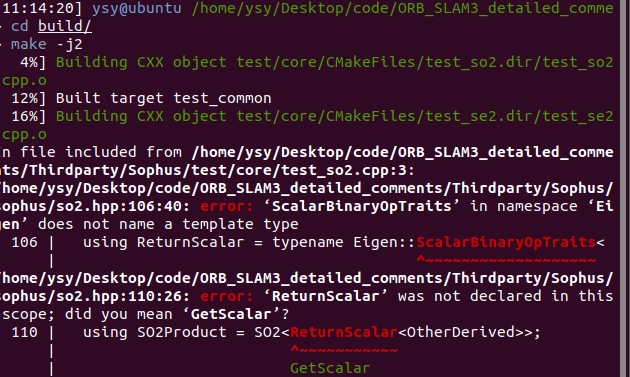 11:14:20] ysy@ubuntu /home/ysy/Desktop/code/ORB_SLAM3_detailed_comme
cd build/
make -j2
4%] Building CXX object test/core/CMakeFiles/test_so2.dir/test_so2
cpp.o
12%] Built target test_common
16%] Building CXX object test/core/CMakeFiles/test_se2.dir/test_se2
cpp.o
In file included from /home/ysy/Desktop/code/ORB_SLAM3_detailed_comme
nts/Thirdparty/Sophus/test/core/test_so2.cpp:3:
/home/ysy/Desktop/code/ORB_SLAM3_detailed_comments/Thirdparty/Sophus/
sophus/so2.hpp:106:40: error: ‘ScalarBinaryOpTraits’ in namespace ‘Ei
gen’ does not name a template type
106 |   using ReturnScalar = typename Eigen::ScalarBinaryOpTraits<
|                                        ^~~~~~~~~~~~~~~~~~~~
/home/ysy/Desktop/code/ORB_SLAM3_detailed_comments/Thirdparty/Sophus/
sophus/so2.hpp:110:26: error: ‘ReturnScalar’ was not declared in this
scope; did you mean ‘GetScalar’?
110 |   using SO2Product = SO2<ReturnScalar<OtherDerived>>;
|                          ^~~~~~~~~~~~
|                          GetScalar